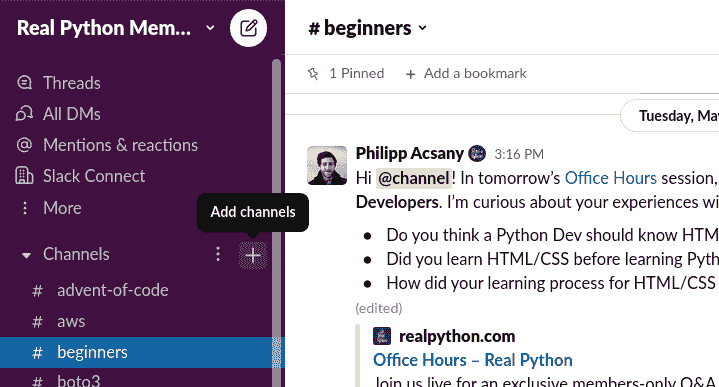 Real Python Mem...
Threads
All DMs
Mentions & reactions
Slack Connect
More
Add channels
Channels
# advent-of-code
# aws
# beginners
# boto3
# beginners
1 Pinned + Add a bookmark
Tuesday, May
Philipp Acsany 3:16 PM
Hi @channel! In tomorrow's Office Hours session,
Developers. I'm curious about your experiences wi
• Do you think a Python Dev should know HTM
• Did you learn HTML/CSS before learning Pyth
• How did your learning process for HTML/CSS
(edited)
realpython.com
Office Hours – Real Python
Join us live for an exclusive members-only Q&A